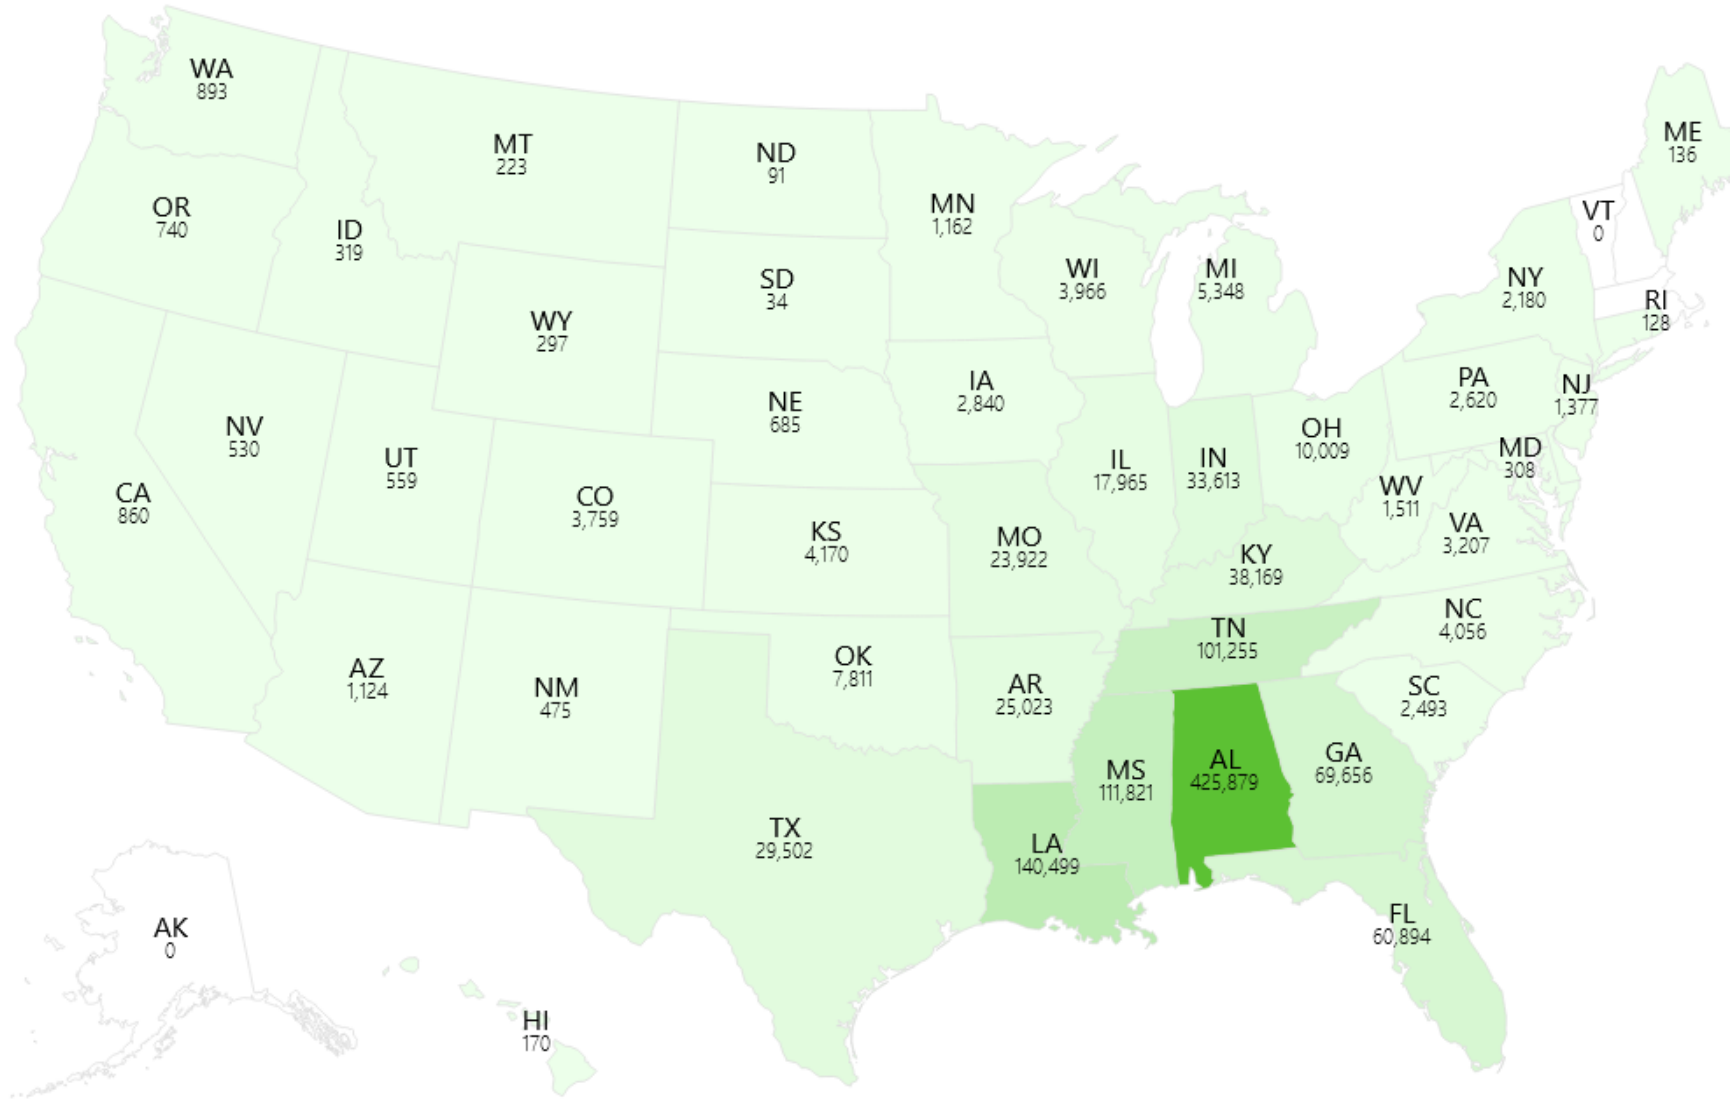 WA
893
MT
223
ND
91
MN
1,162
ME
136
OR
740
ID
319
VT
0
WI
3,966
MI
5,348
NY
2,180
RI
128
SD
34
WY
297
IA
2,840
PA
2,620
NJ
1,377
NE
685
NV
530
UT
559
OH
10,009
MD
308
IL
17,965
IN
33,613
WV
1,511
CA
860
CO
3,759
KS
4,170
MO
23,922
VA
3,207
KY
38,169
NC
4,056
TN
101,255
AZ
1,124
NM
475
OK
7,811
AR
25,023
SC
2,493
MS
111,821
AL
425,879
GA
69,656
TX
29,502
LA
140,499
AK
0
FL
60,894
HI
170